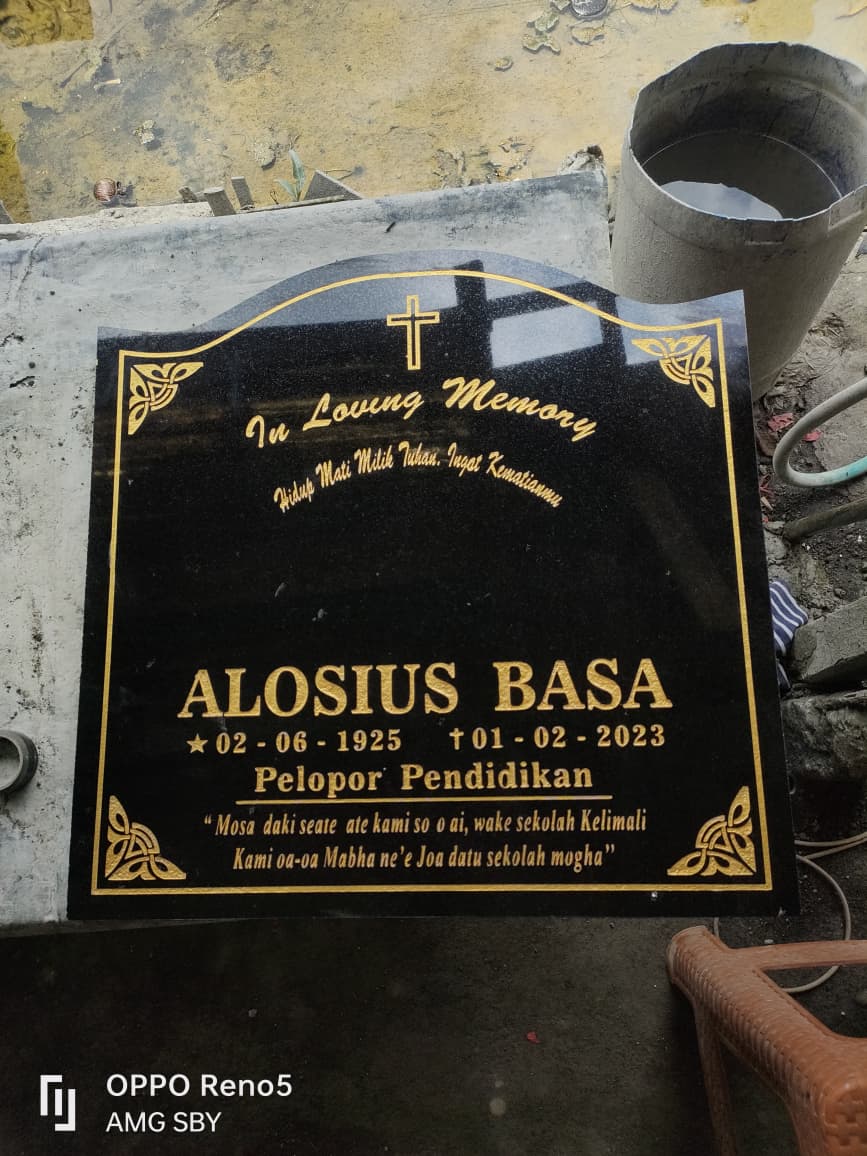 In Loving Memory
Hidup Mati Milik Tuhan. Ingat Kematianmu
ALOSIUS BASA
★ 02 - 06 - 1925 ✝ 01 - 02 - 2023
Pelopor Pendidikan
"Mosa daki seate ate kami so o ai, wake sekolah Kelimali
Kami oa-oa Mabha ne'e Joa datu sekolah mogha"
OPPO Reno5
AMG SBY